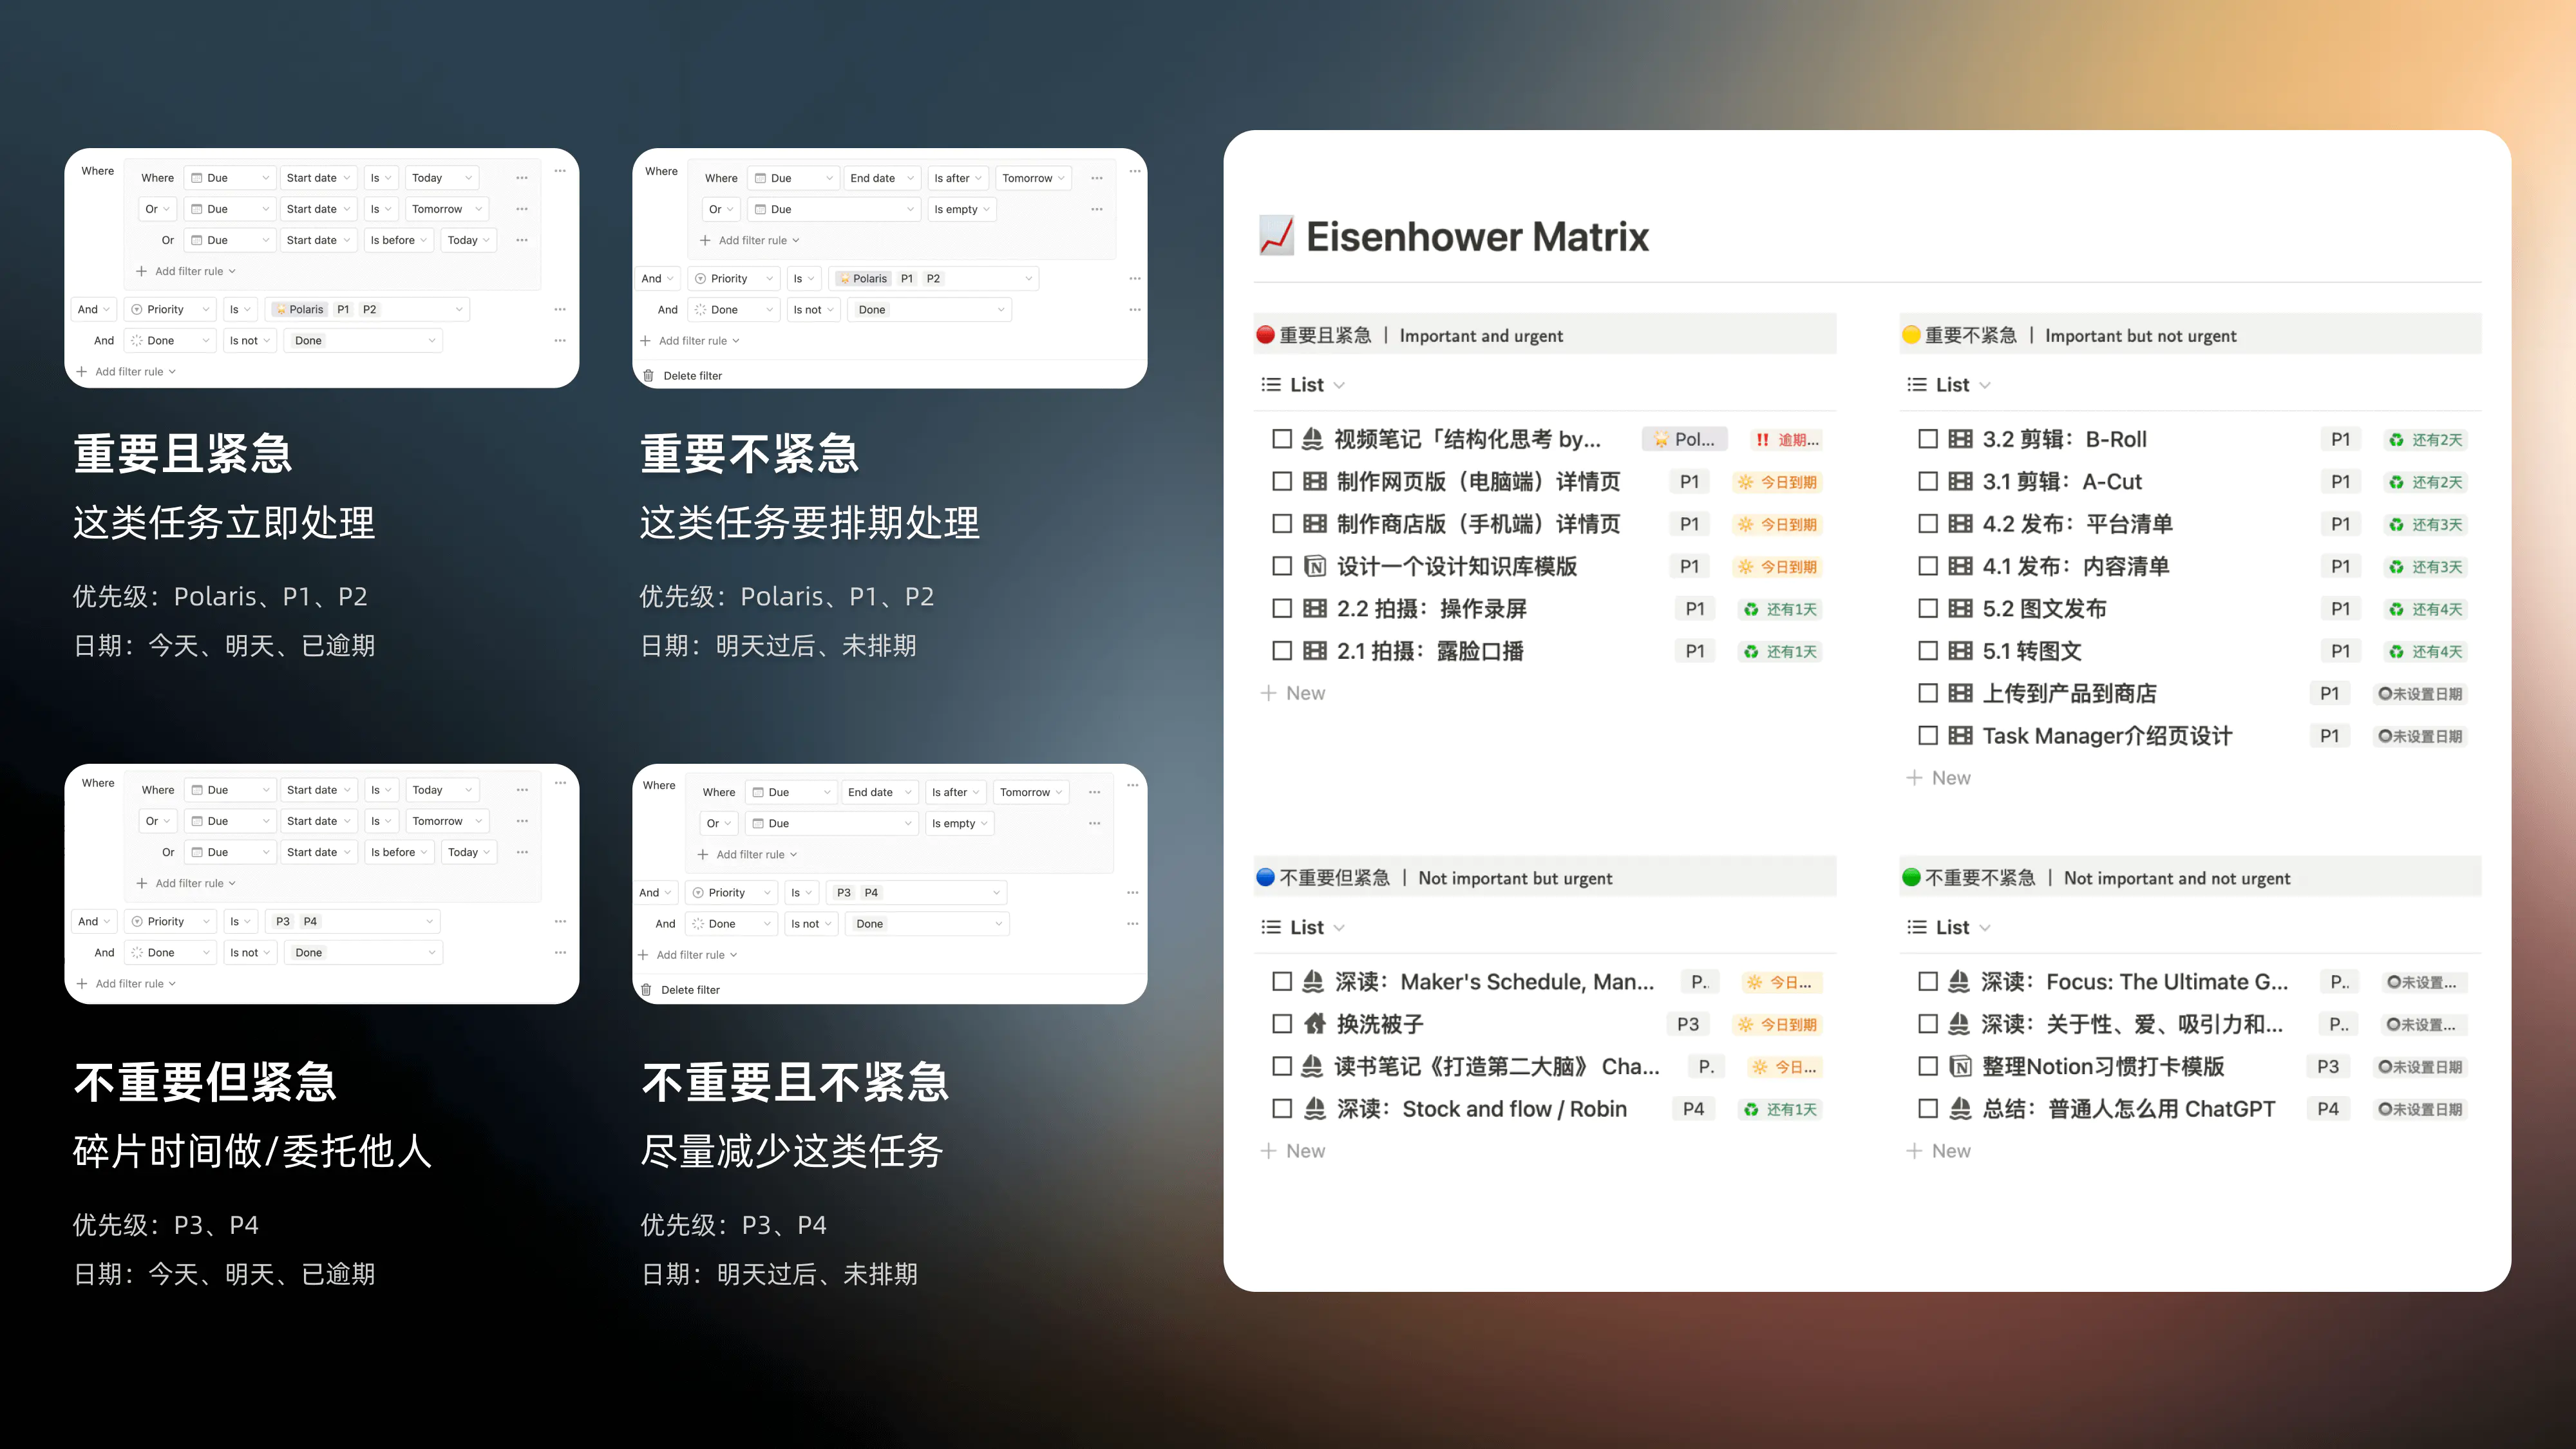 Where Where Due Start date Is Today
Or Due Start date Is Tomorrow
Or Due Start date Is before Today
Add filter rule
And Priority Is Polaris P1 P2
And Done Is not Done
Add filter rule
重要且紧急
这类任务立即处理
优先级：Polaris、P1、P2
日期：今天、明天、已逾期
Where Where Due End date Is after Tomorrow
Or Due Is empty
Add filter rule
And Priority Is Polaris P1 P2
And Done Is not Done
Add filter rule
Delete filter
重要不紧急
这类任务要排期处理
优先级：Polaris、P1、P2
日期：明天过后、未排期
Where Where Due Start date Is Today
Or Due Start date Is Tomorrow
Or Due Start date Is before Today
Add filter rule
And Priority Is P3 P4
And Done Is not Done
Add filter rule
不重要但紧急
碎片时间做/委托他人
优先级：P3、P4
日期：今天、明天、已逾期
Where Where Due End date Is after Tomorrow
Or Due Is empty
Add filter rule
And Priority Is P3 P4
And Done Is not Done
Add filter rule
Delete filter
不重要且不紧急
尽量减少这类任务
优先级：P3、P4
日期：明天过后、未排期
Eisenhower Matrix
重要且紧急 | Important and urgent
List
视频笔记「结构化思考 by... Pol... ‼ 逾期...
制作网页版（电脑端）详情页 P1 今日到期
制作商店版（手机端）详情页 P1 今日到期
设计一个设计知识库模版 P1 今日到期
2.2 拍摄：操作录屏 P1 还有1天
2.1 拍摄：露脸口播 P1 还有1天
New
重要不紧急 | Important but not urgent
List
3.2 剪辑：B-Roll P1 还有2天
3.1 剪辑：A-Cut P1 还有2天
4.2 发布：平台清单 P1 还有3天
4.1 发布：内容清单 P1 还有3天
5.2 图文发布 P1 还有4天
5.1 转图文 P1 还有4天
上传到产品到商店 P1 未设置日期
Task Manager介绍页设计 P1 未设置日期
New
不重要但紧急 | Not important but urgent
List
深读：Maker's Schedule, Man... P.. 今日...
换洗被子 P3 今日到期
读书笔记《打造第二大脑》 Cha... P. 今日...
深读：Stock and flow / Robin P4 还有1天
New
不重要不紧急 | Not important and not urgent
List
深读：Focus: The Ultimate G... P.. 未设置...
深读：关于性、爱、吸引力和... P.. 未设置...
整理Notion习惯打卡模版 P3 未设置日期
总结：普通人怎么用 ChatGPT P4 未设置日期
New